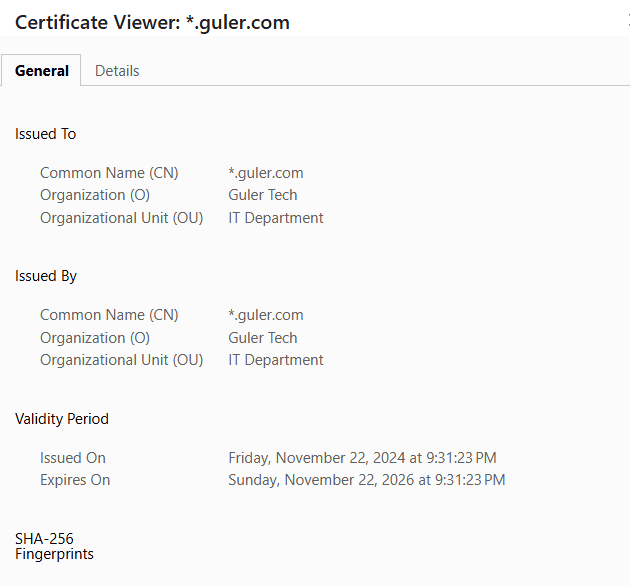 Certificate Viewer: *.guler.com
General Details
Issued To
Common Name (CN) *.guler.com
Organization (O) Guler Tech
Organizational Unit (OU) IT Department
Issued By
Common Name (CN) *.guler.com
Organization (O) Guler Tech
Organizational Unit (OU) IT Department
Validity Period
Issued On Friday, November 22, 2024 at 9:31:23 PM
Expires On Sunday, November 22, 2026 at 9:31:23 PM
SHA-256
Fingerprints